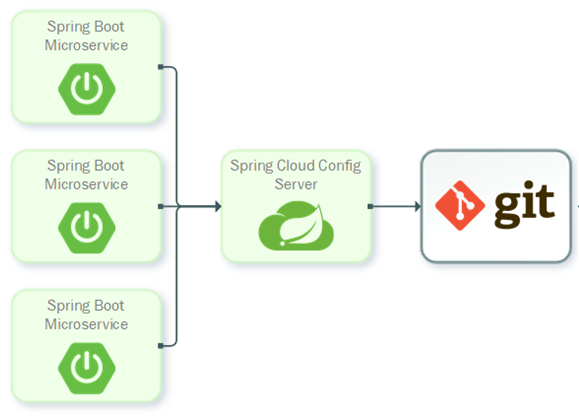 Spring Boot
Microservice
Spring Boot
Microservice
Spring Cloud Config
Server
git
Spring Boot
Microservice